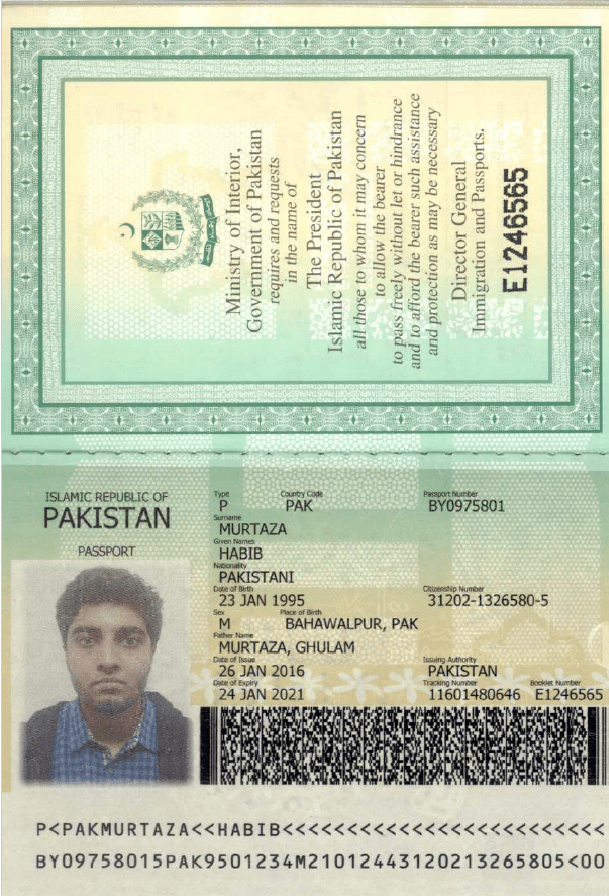 Ministry of Interior,
Government of Pakistan
requires and requests
in the name of
The President
Islamic Republic of Pakistan
all those to whom it may concern
to allow the bearer
to pass freely without let or hindrance
and to afford the bearer such assistance
and protection as may be necessary
Director General
Immigration and Passports.
E1246565
ISLAMIC REPUBLIC OF
PAKISTAN
PASSPORT
Type Country Code Passport Number
P PAK BY0975801
Surname
MURTAZA
Given Names
HABIB
Nationality
PAKISTANI
Date of Birth Citizenship Number
23 JAN 1995 31202-1326580-5
Sex Place of Birth
M BAHAWALPUR, PAK
Father Name
MURTAZA, GHULAM
Date of Issue Issuing Authority
26 JAN 2016 PAKISTAN
Date of Expiry Tracking Number Booklet Number
24 JAN 2021 11601480646 E1246565
P<PAKMURTAZA<<HABIB<<<<<<<<<<<<<<<<<<<<<<<<<
BY09758015PAK9501234M21012443120213265805<00